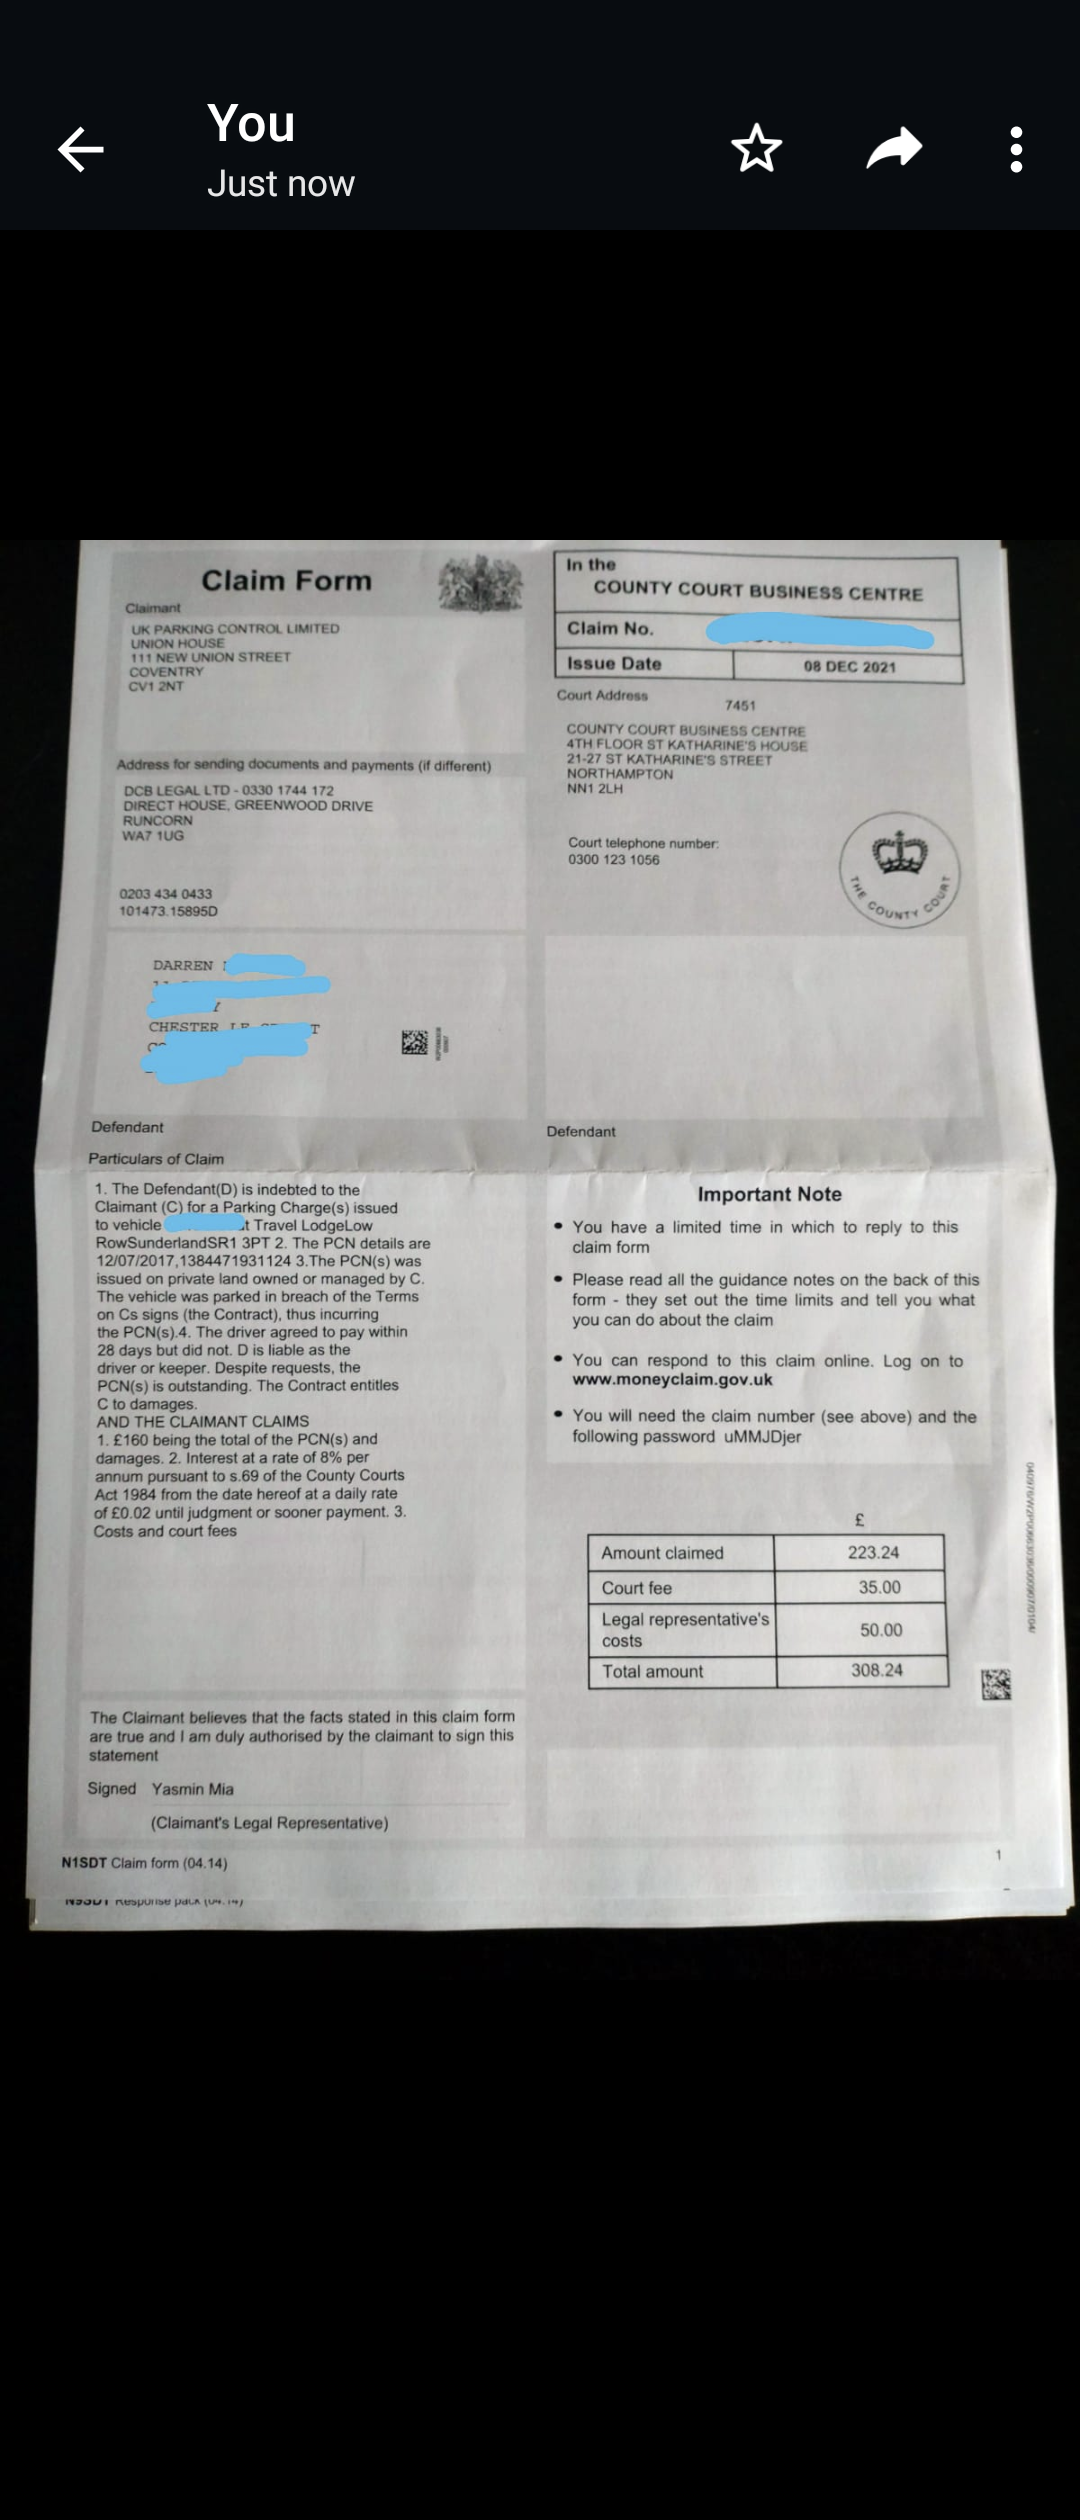 You
Just now
Claim Form
Claimant
UK PARKING CONTROL LIMITED
UNION HOUSE
111 NEW UNION STREET
COVENTRY
CV1 2NT
Address for sending documents and payments (if different)
DCB LEGAL LTD - 0330 1744 172
DIRECT HOUSE, GREENWOOD DRIVE
RUNCORN
WA7 1UG
0203 434 0433
101473.15895D
In the
COUNTY COURT BUSINESS CENTRE
Claim No.
Issue Date
08 DEC 2021
Court Address
7451
COUNTY COURT BUSINESS CENTRE
4TH FLOOR ST KATHARINE'S HOUSE
21-27 ST KATHARINE'S STREET
NORTHAMPTON
NN1 2LH
Court telephone number:
0300 123 1056
THE COUNTY COURT
DARREN
CHESTER
Defendant
Defendant
Particulars of Claim
1. The Defendant(D) is indebted to the
Claimant (C) for a Parking Charge(s) issued
to vehicle Travel LodgeLow
RowSunderlandSR1 3PT 2. The PCN details are
12/07/2017,1384471931124 3.The PCN(s) was
issued on private land owned or managed by C.
The vehicle was parked in breach of the Terms
on Cs signs (the Contract), thus incurring
the PCN(s).4. The driver agreed to pay within
28 days but did not. D is liable as the
driver or keeper. Despite requests, the
PCN(s) is outstanding. The Contract entitles
C to damages.
AND THE CLAIMANT CLAIMS
1. £160 being the total of the PCN(s) and
damages. 2. Interest at a rate of 8% per
annum pursuant to s.69 of the County Courts
Act 1984 from the date hereof at a daily rate
of £0.02 until judgment or sooner payment. 3.
Costs and court fees
Important Note
• You have a limited time in which to reply to this
claim form
• Please read all the guidance notes on the back of this
form - they set out the time limits and tell you what
you can do about the claim
• You can respond to this claim online. Log on to
www.moneyclaim.gov.uk
• You will need the claim number (see above) and the
following password uMMJDjer
£
Amount claimed 223.24
Court fee 35.00
Legal representative's
costs 50.00
Total amount 308.24
The Claimant believes that the facts stated in this claim form
are true and I am duly authorised by the claimant to sign this
statement
Signed Yasmin Mia
(Claimant's Legal Representative)
N1SDT Claim form (04.14)
1
Response pack